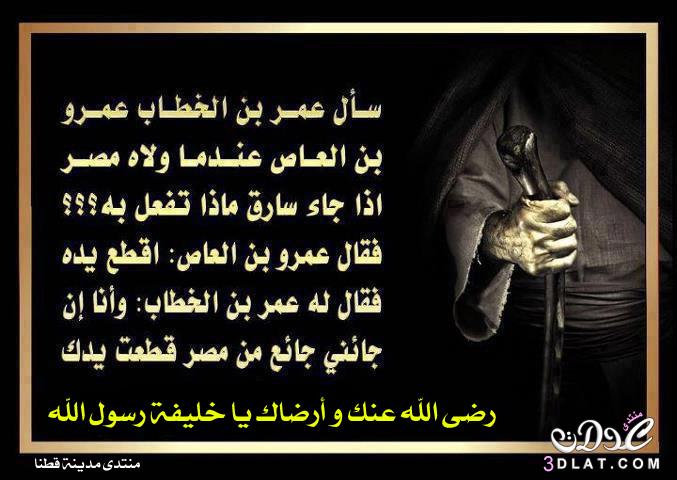 سأل عمر بن الخطاب عمرو
بن العاص عندما ولاه مصر
اذا جاء سارق ماذا تفعل به؟؟؟
فقال عمرو بن العاص: اقطع يده
فقال له عمر بن الخطاب: وأنا إن
جائني جائع من مصر قطعت يدك
رضى الله عنك و أرضاك يا خليفة رسول الله
منتدى مدينة قطنا
منتدى
عدلات
3DLAT.COM